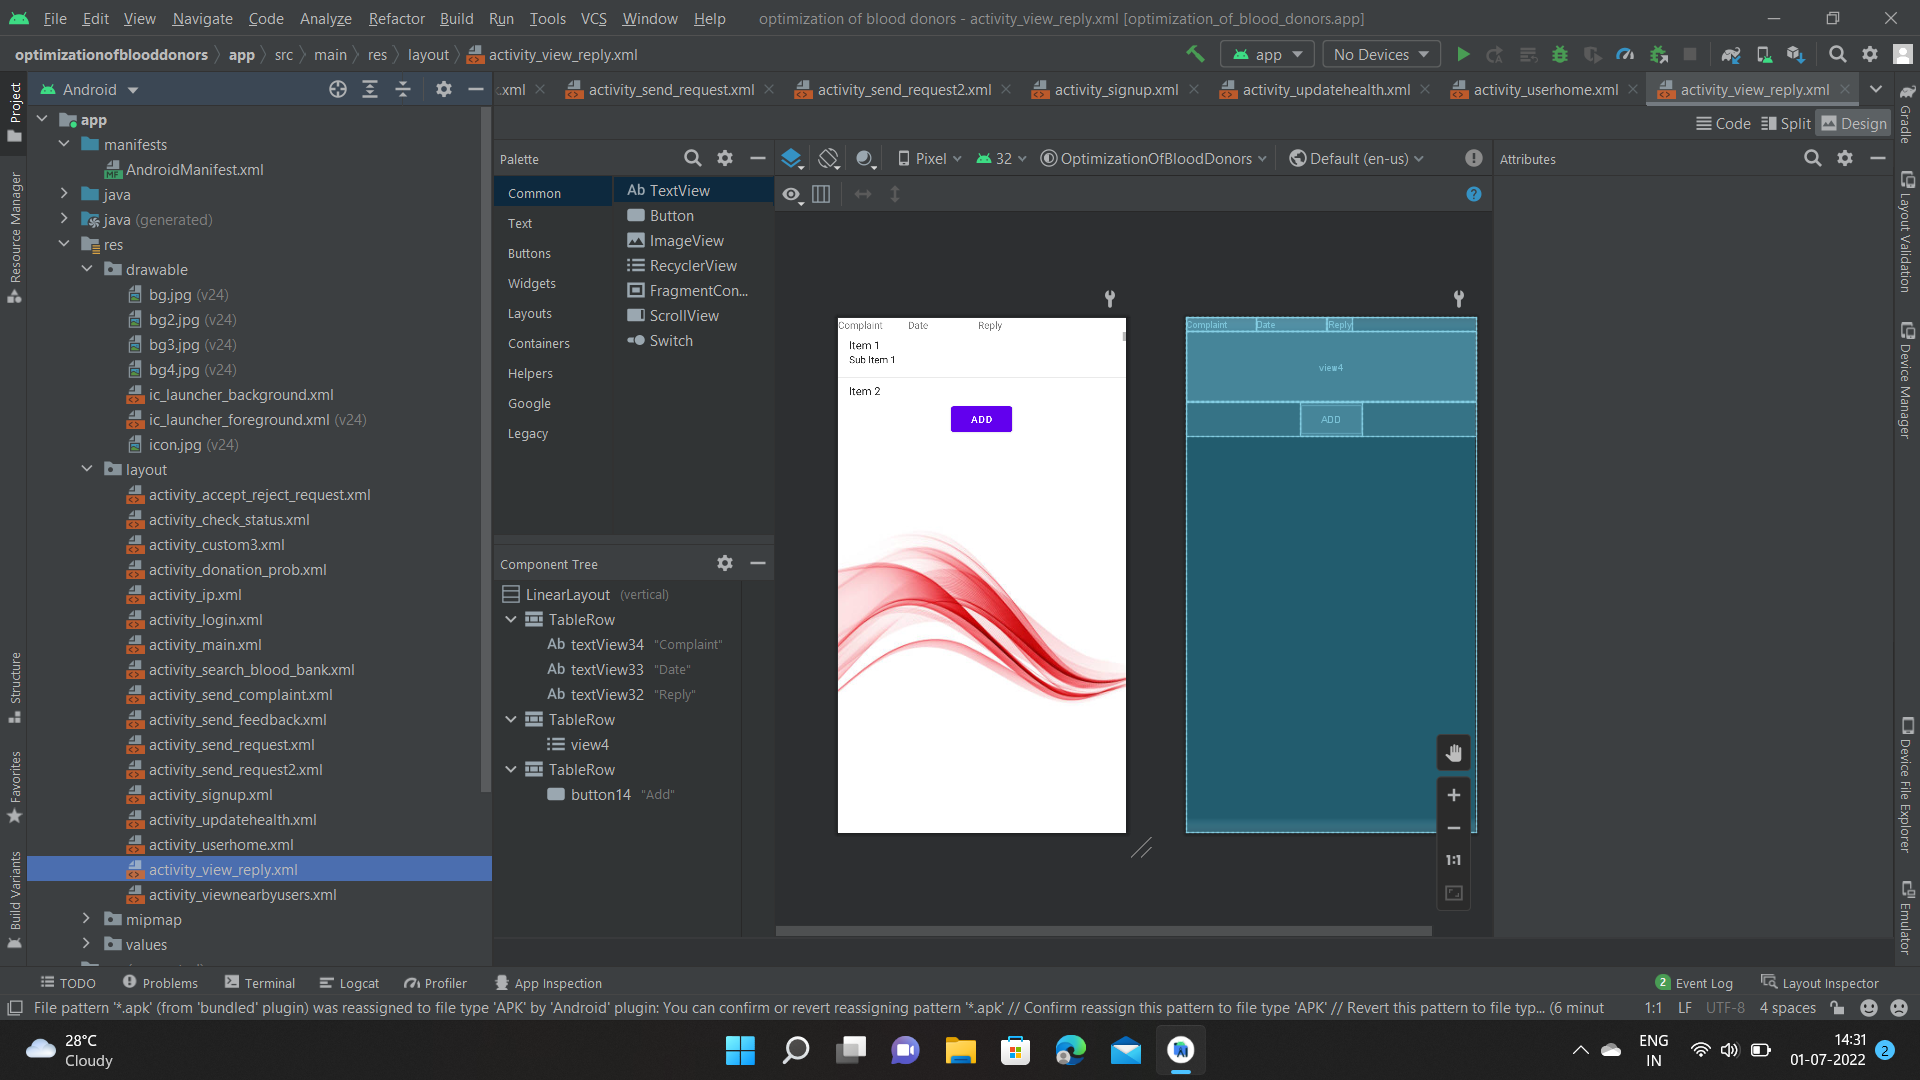 File Edit View Navigate Code Analyze Refactor Build Run Tools VCS Window Help optimization of blood donors - activity_view_reply.xml [optimization_of_blood_donors.app]
optimizationofblooddonors app src main res layout activity_view_reply.xml
app No Devices
Android
.xml activity_send_request.xml activity_send_request2.xml activity_signup.xml activity_updatehealth.xml activity_userhome.xml activity_view_reply.xml
Code Split Design
Project
Resource Manager
Structure
Favorites
Build Variants
app
manifests
AndroidManifest.xml
java
java (generated)
res
drawable
bg.jpg (v24)
bg2.jpg (v24)
bg3.jpg (v24)
bg4.jpg (v24)
ic_launcher_background.xml
ic_launcher_foreground.xml (v24)
icon.jpg (v24)
layout
activity_accept_reject_request.xml
activity_check_status.xml
activity_custom3.xml
activity_donation_prob.xml
activity_ip.xml
activity_login.xml
activity_main.xml
activity_search_blood_bank.xml
activity_send_complaint.xml
activity_send_feedback.xml
activity_send_request.xml
activity_send_request2.xml
activity_signup.xml
activity_updatehealth.xml
activity_userhome.xml
activity_view_reply.xml
activity_viewnearbyusers.xml
mipmap
values
Palette
Common
Text
Buttons
Widgets
Layouts
Containers
Helpers
Google
Legacy
Ab TextView
Button
ImageView
RecyclerView
FragmentCon...
ScrollView
Switch
Component Tree
LinearLayout (vertical)
TableRow
Ab textView34 "Complaint"
Ab textView33 "Date"
Ab textView32 "Reply"
TableRow
view4
TableRow
button14 "Add"
Pixel 32 OptimizationOfBloodDonors Default (en-us)
Complaint Date Reply
Item 1
Sub Item 1
Item 2
ADD
Complaint Date Reply
view4
ADD
1:1
Attributes
Gradle
Layout Validation
Device Manager
Device File Explorer
Emulator
TODO Problems Terminal Logcat Profiler App Inspection 2 Event Log Layout Inspector
File pattern '*.apk' (from 'bundled' plugin) was reassigned to file type 'APK' by 'Android' plugin: You can confirm or revert reassigning pattern '*.apk' // Confirm reassign this pattern to file type 'APK' // Revert this pattern to file typ... (6 minut 1:1 LF UTF-8 4 spaces
28°C
Cloudy
ENG
IN
14:31
01-07-2022
2